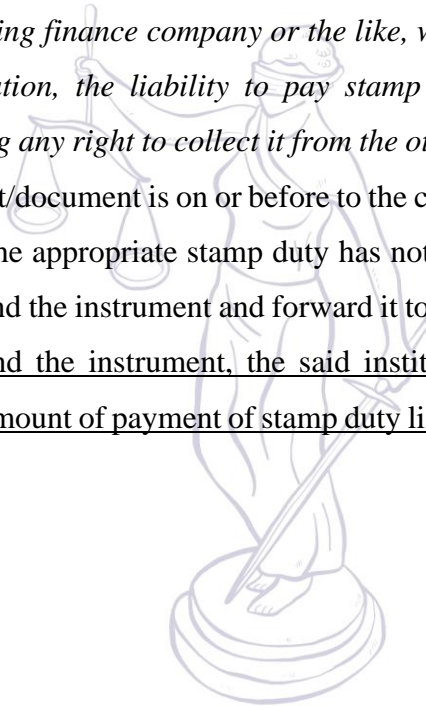 ing finance company or the like, w
tion, the liability to pay stamp
g any right to collect it from the ot
t/document is on or before to the c
he appropriate stamp duty has not
nd the instrument and forward it to
nd the instrument, the said instit
mount of payment of stamp duty li